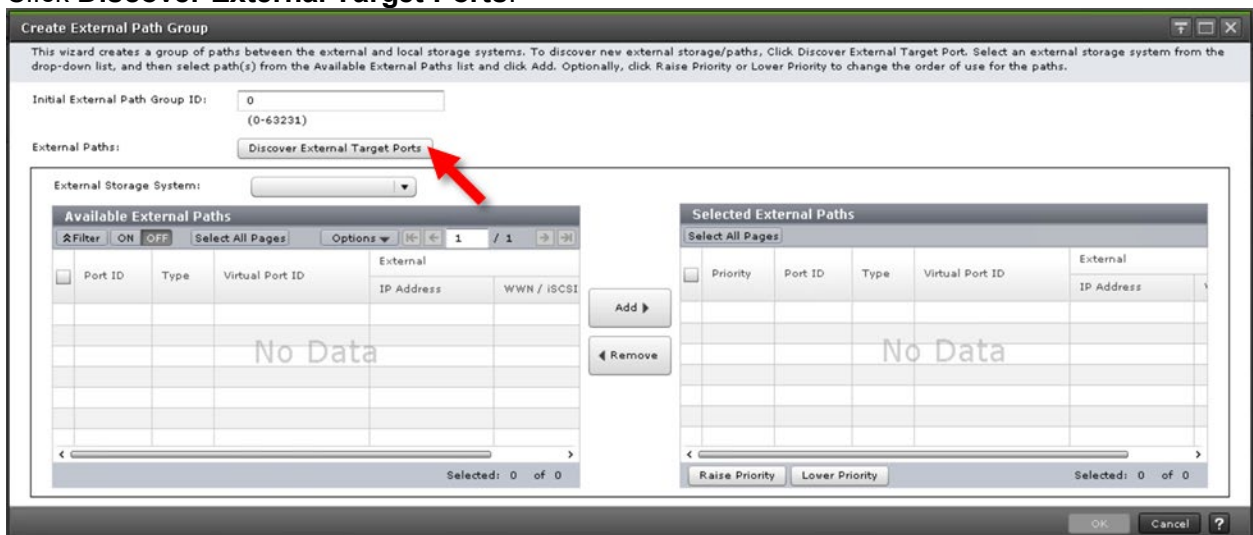 Click Discover External Target Ports.
Create External Path Group
This wizard creates a group of paths between the external and local storage systems. To discover new external storage/paths, Click Discover External Target Port. Select an external storage system from the
drop-down list, and then select path(s) from the Available External Paths list and click Add. Optionally, click Raise Priority or Lower Priority to change the order of use for the paths.
Initial External Path Group ID: 0
(0-63231)
External Paths: Discover External Target Ports
External Storage System:
Available External Paths
Filter ON OFF Select All Pages Options 1 / 1
Port ID Type Virtual Port ID External
IP Address WWN / iSCSI
No Data
Selected: 0 of 0
Add
Remove
Selected External Paths
Select All Pages
Priority Port ID Type Virtual Port ID External
IP Address
No Data
Raise Priority Lower Priority Selected: 0 of 0
OK Cancel ?